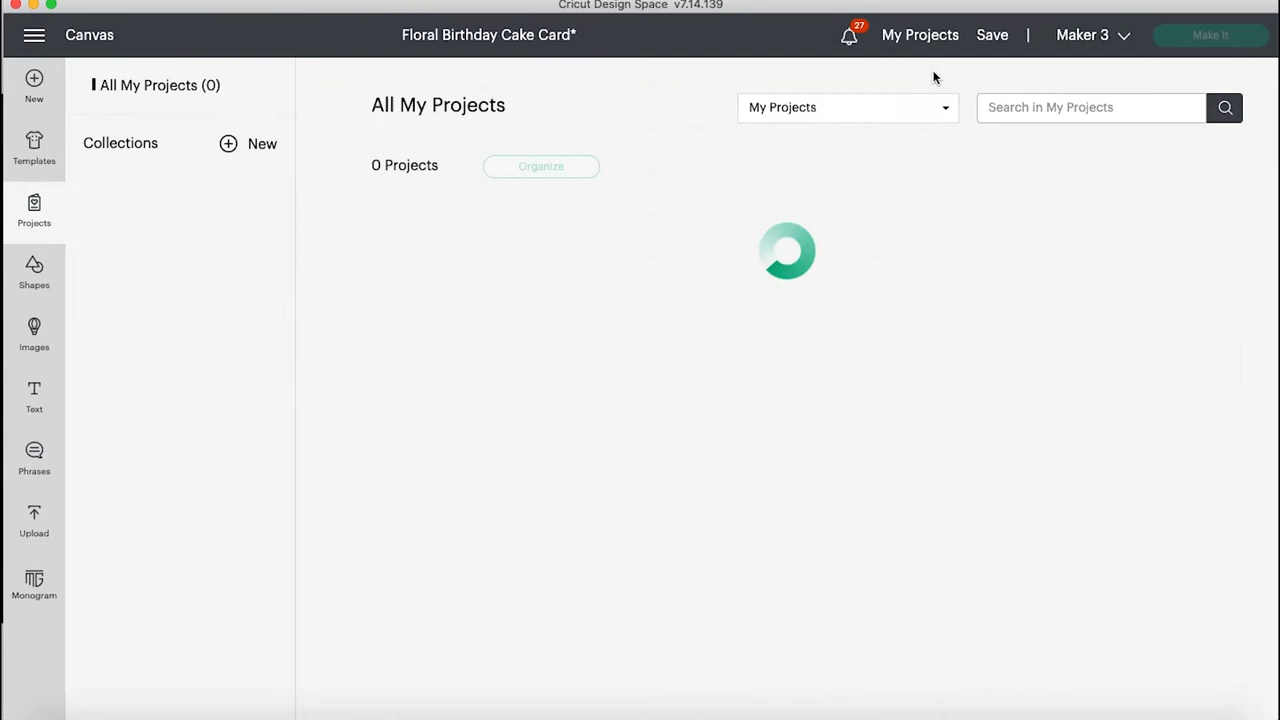 Cricut Design Space v7.14.139
Canvas
Floral Birthday Cake Card*
27
My Projects
Save
|
Maker 3
Make It
New
Templates
Projects
Shapes
Images
Text
Phrases
Upload
MG
Monogram
All My Projects (0)
Collections
New
All My Projects
My Projects
Search in My Projects
0 Projects
Organize